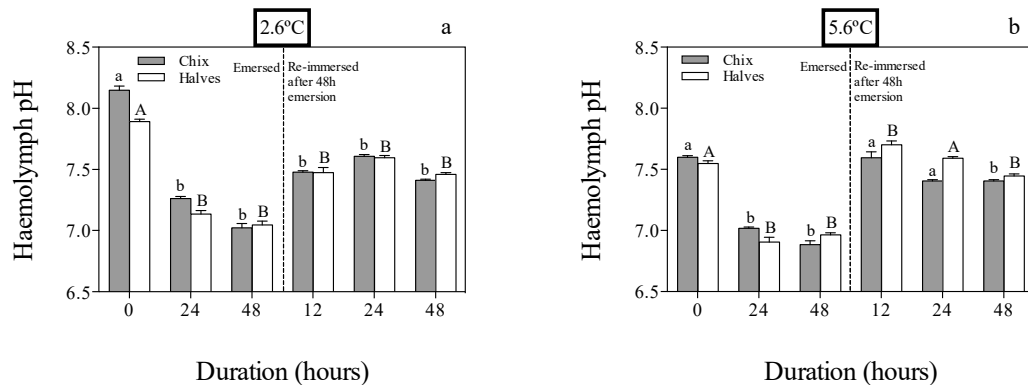 2.6ºC
a
8.5
8.0
7.5
7.0
6.5
Haemolymph pH
Chix
Halves
Emersed
Re-immersed
after 48h
emersion
a
A
b
B
b
B
b
B
b
B
b
B
0
24
48
12
24
48
Duration (hours)
5.6ºC
b
8.5
8.0
7.5
7.0
6.5
Haemolymph pH
Chix
Halves
Emersed
Re-immersed
after 48h
emersion
a
A
b
B
b
B
a
B
a
A
b
B
0
24
48
12
24
48
Duration (hours)